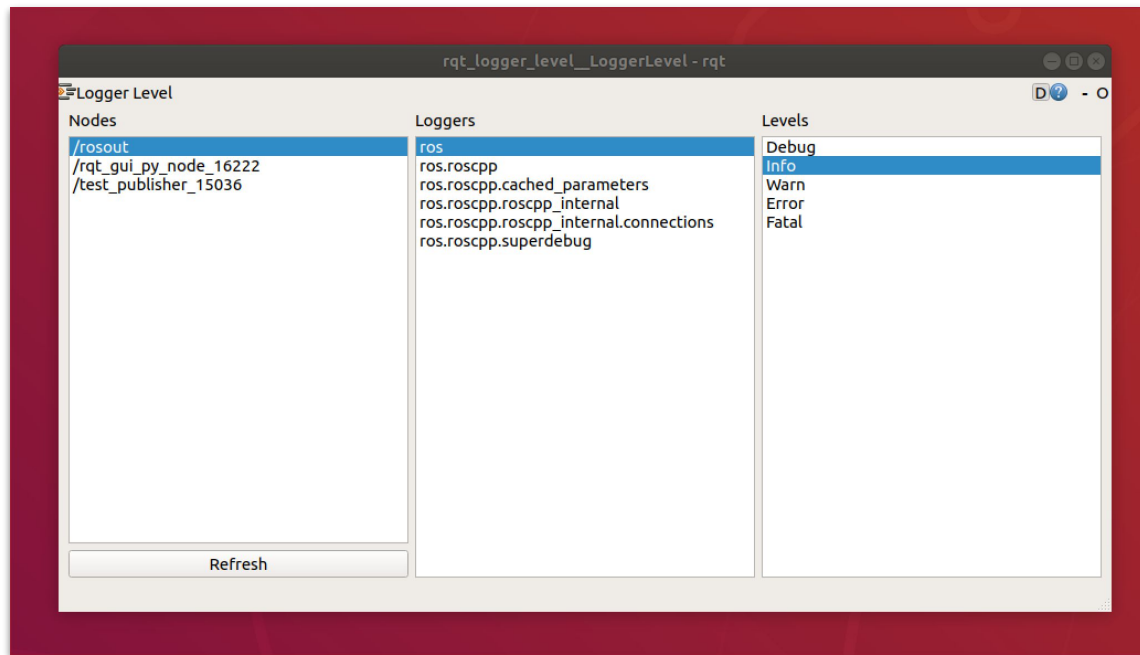 rqt_logger_level__LoggerLevel - rqt
Logger Level
D ? - O
Nodes
Loggers
Levels
/rosout
/rqt_gui_py_node_16222
/test_publisher_15036
ros
ros.roscpp
ros.roscpp.cached_parameters
ros.roscpp.roscpp_internal
ros.roscpp.roscpp_internal.connections
ros.roscpp.superdebug
Debug
Info
Warn
Error
Fatal
Refresh